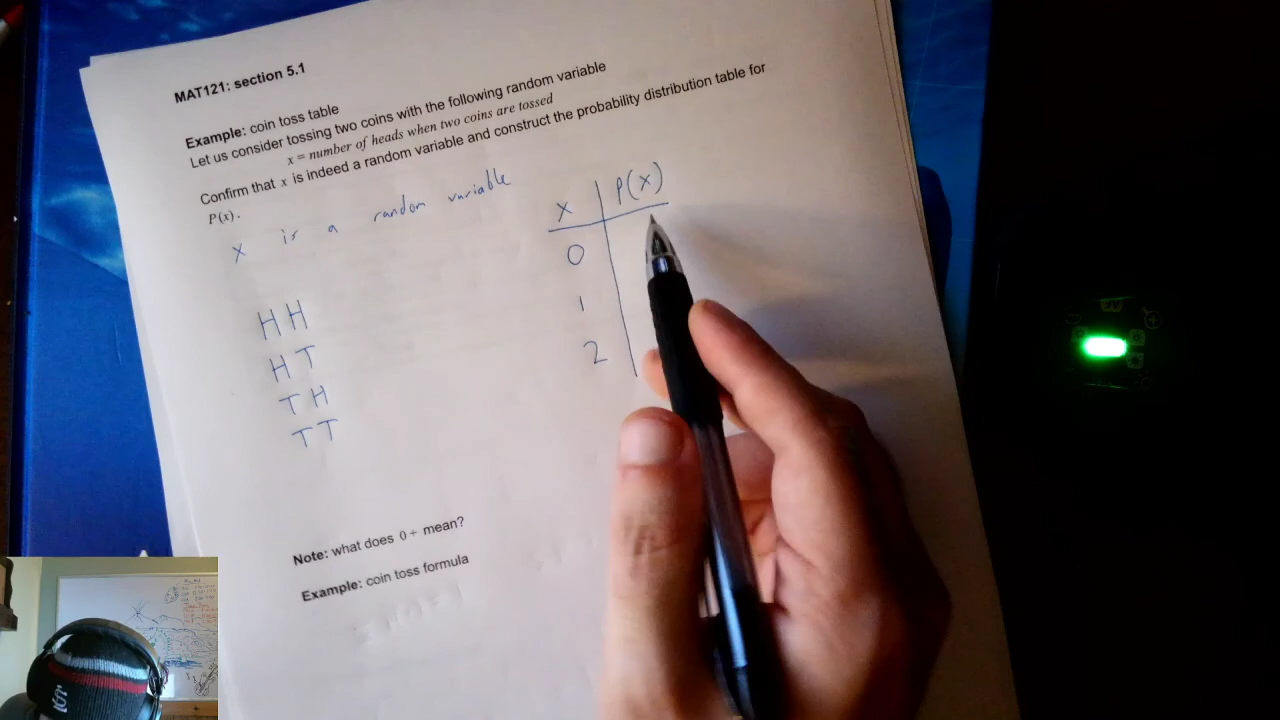 MAT121: section 5.1
Example: coin toss table
Let us consider tossing two coins with the following random variable
x = number of heads when two coins are tossed
Confirm that x is indeed a random variable and construct the probability distribution table for
P(x).
x is a random variable
x P(x)
0
1
2
HH
HT
TH
TT
Note: what does 0+ mean?
Example: coin toss formula